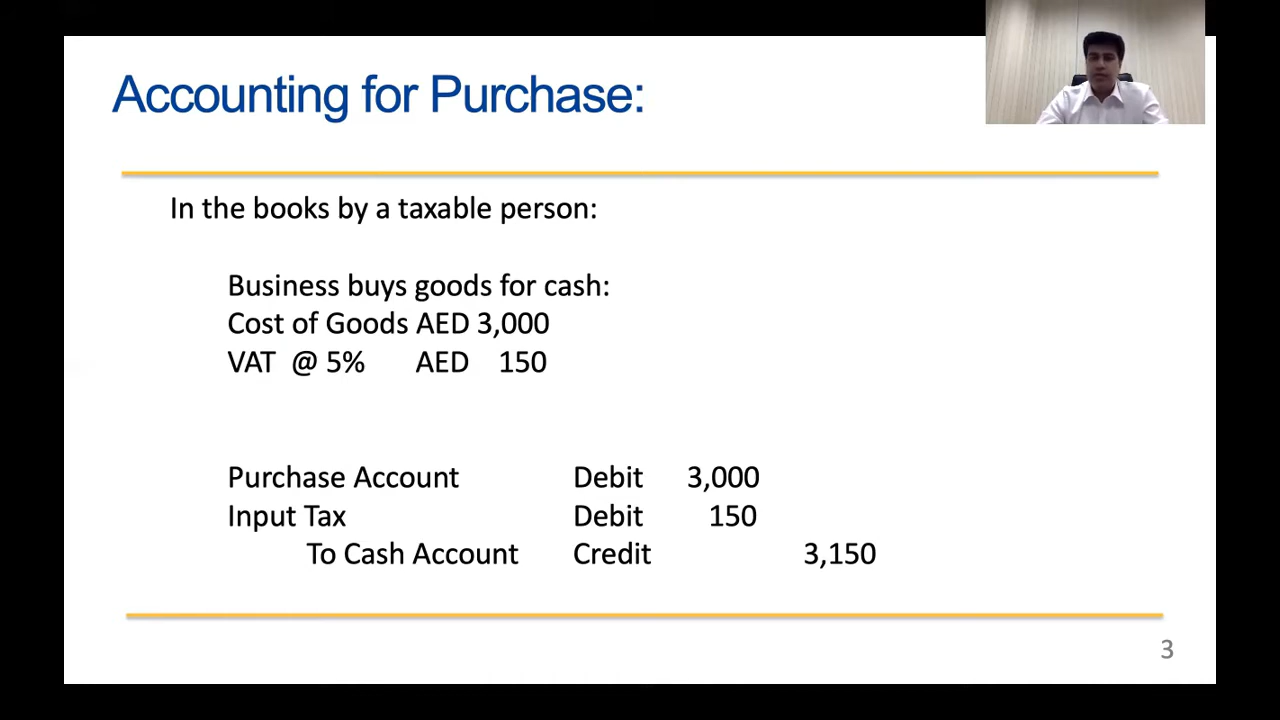 Accounting for Purchase:
In the books by a taxable person:
Business buys goods for cash:
Cost of Goods AED 3,000
VAT @ 5% AED 150
Purchase Account Debit 3,000
Input Tax Debit 150
To Cash Account Credit 3,150
3